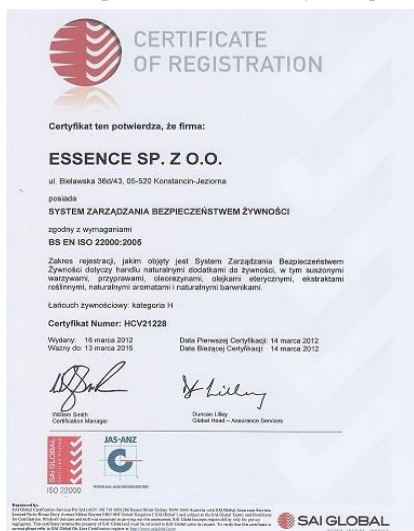 CERTIFICATE
OF REGISTRATION
Certyfikat ten potwierdza, że firma:
ESSENCE SP. Z O.O.
ul. Bielawska 36d/43, 05-520 Konstancin-Jeziorna
posiada
SYSTEM ZARZĄDZANIA BEZPIECZEŃSTWEM ŻYWNOŚCI
zgodny z wymaganiami
BS EN ISO 22000:2005
Zakres rejestracji, jakim objęty jest System Zarządzania Bezpieczeństwem
Żywności dotyczy handlu naturalnymi dodatkami do żywności, w tym suszonymi
warzywami, przyprawami, oleorezynami, olejkami eterycznymi, ekstraktami
roślinnymi, naturalnymi aromatami i naturalnymi barwnikami.
Łańcuch żywnościowy: kategoria H
Certyfikat Numer: HCV21228
Wydany: 16 marca 2012
Ważny do: 13 marca 2015
Data Pierwszej Certyfikacji: 14 marca 2012
Data Bieżącej Certyfikacji: 14 marca 2012
William Smith
Certification Manager
Duncan Lilley
Global Head – Assurance Services
SAI GLOBAL
ISO 22000
JAS-ANZ
Registered by:
SAI GLOBAL